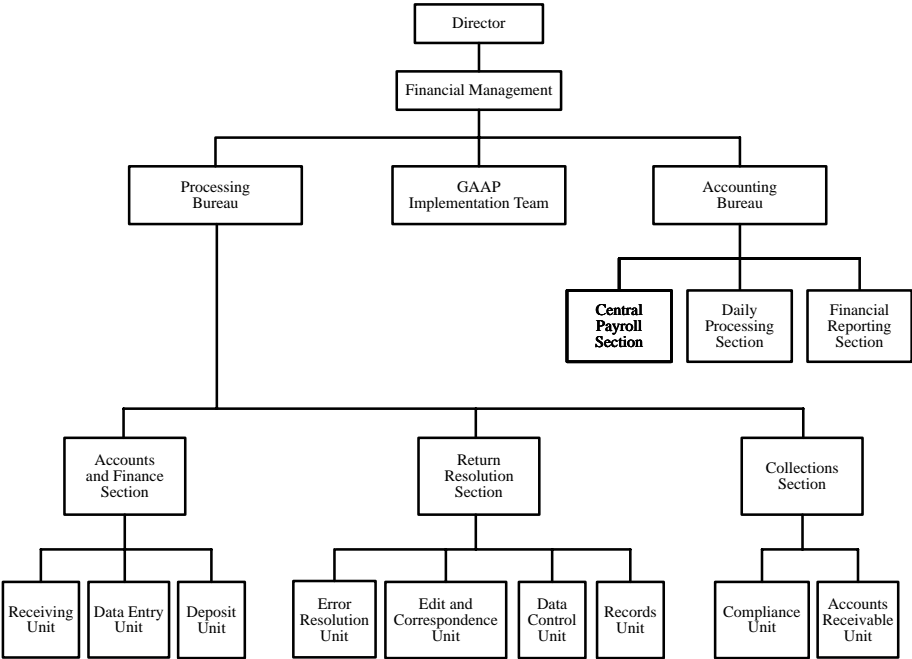 Director
Financial Management
Processing
Bureau
GAAP
Implementation Team
Accounting
Bureau
Central
Payroll
Section
Daily
Processing
Section
Financial
Reporting
Section
Accounts
and Finance
Section
Return
Resolution
Section
Collections
Section
Receiving
Unit
Data Entry
Unit
Deposit
Unit
Error
Resolution
Unit
Edit and
Correspondence
Unit
Data
Control
Unit
Records
Unit
Compliance
Unit
Accounts
Receivable
Unit